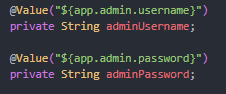 @Value("${app.admin.username}")
private String adminUsername;
@Value("${app.admin.password}")
private String adminPassword;